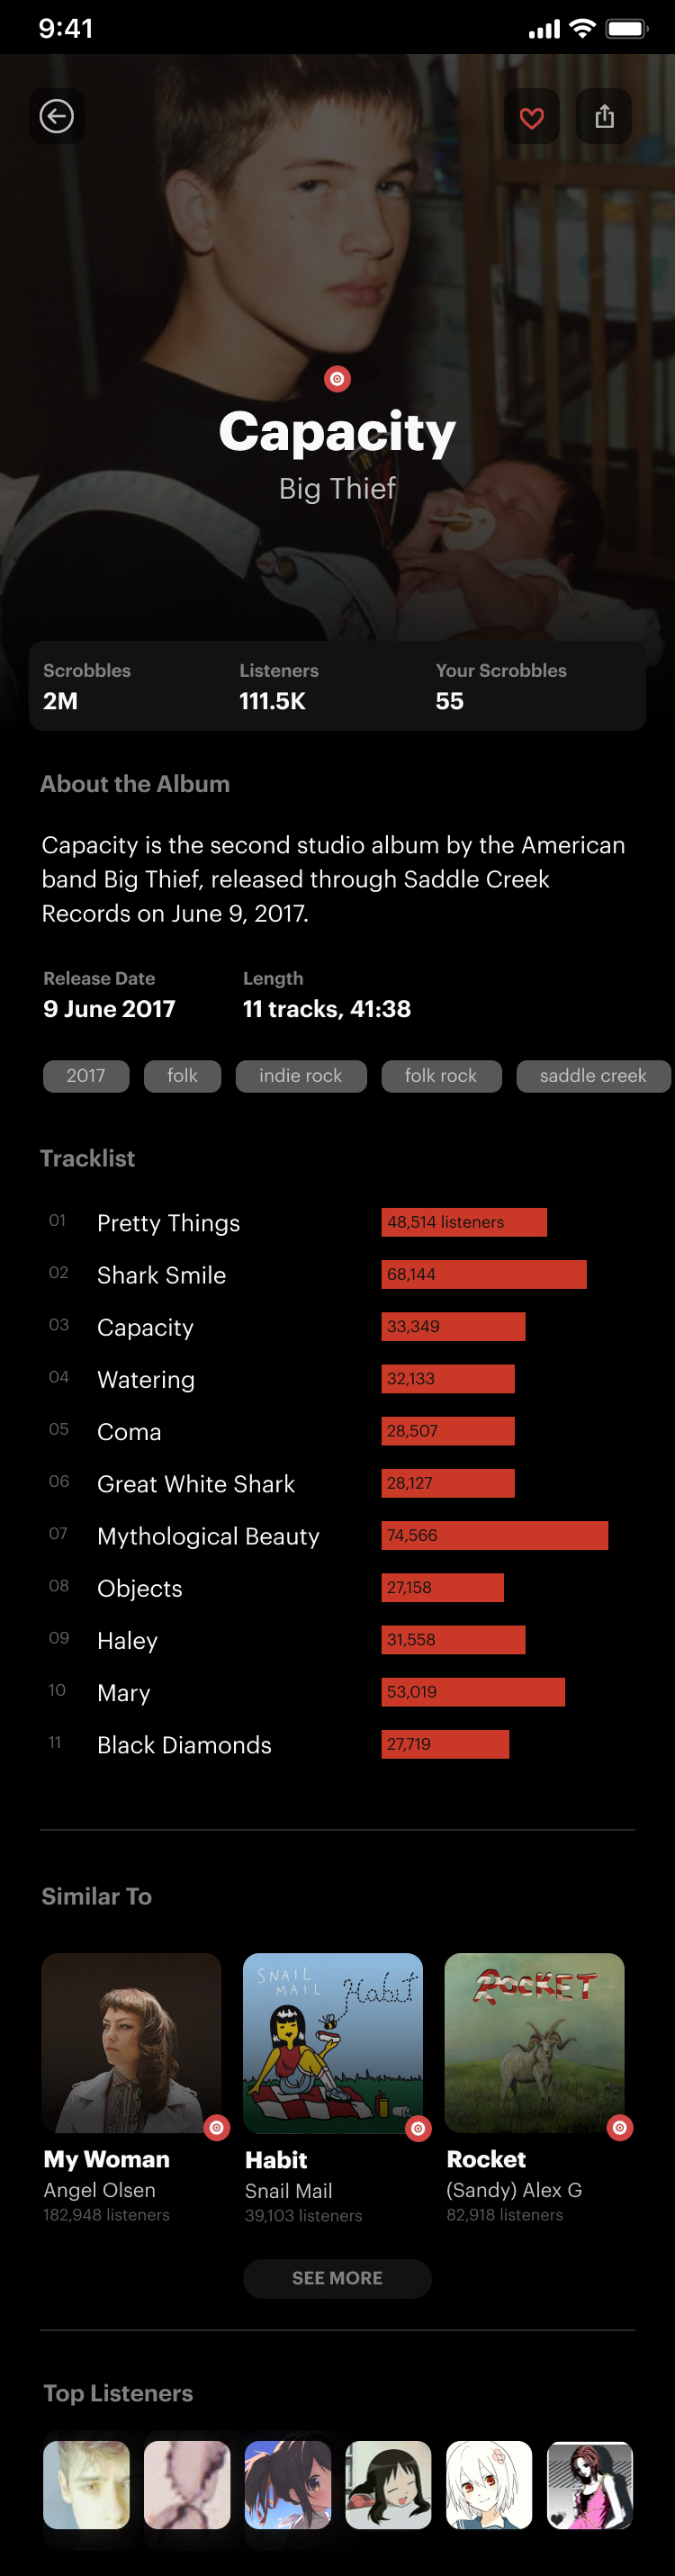 9:41
Capacity
Big Thief
Scrobbles
Listeners
Your Scrobbles
2M
111.5K
55
About the Album
Capacity is the second studio album by the American
band Big Thief, released through Saddle Creek
Records on June 9, 2017.
Release Date
Length
9 June 2017
11 tracks, 41:38
2017
folk
indie rock
folk rock
saddle creek
Tracklist
01 Pretty Things 48,514 listeners
02 Shark Smile 68,144
03 Capacity 33,349
04 Watering 32,133
05 Coma 28,507
06 Great White Shark 28,127
07 Mythological Beauty 74,566
08 Objects 27,158
09 Haley 31,558
10 Mary 53,019
11 Black Diamonds 27,719
Similar To
SNAIL
MAIL
Habit
ROCKET
My Woman
Angel Olsen
182,948 listeners
Habit
Snail Mail
39,103 listeners
Rocket
(Sandy) Alex G
82,918 listeners
SEE MORE
Top Listeners